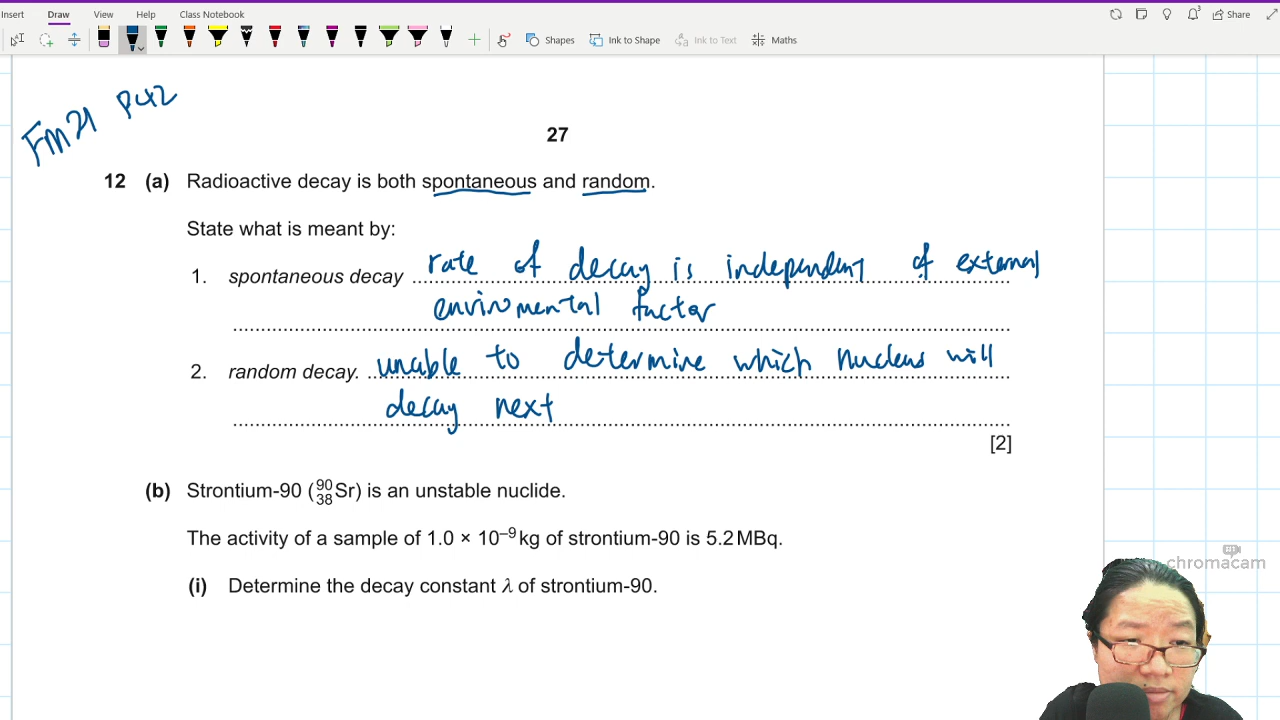 Insert Draw View Help Class Notebook Share
Shapes Ink to Shape Ink to Text Maths
Fm21 P42
27
12 (a) Radioactive decay is both spontaneous and random.
State what is meant by:
1. spontaneous decay rate of decay is independent of external
enviromental factor
2. random decay. unable to determine which nucleus will
decay next
[2]
(b) Strontium-90 (⁹⁰₃₈Sr) is an unstable nuclide.
The activity of a sample of 1.0 × 10⁻⁹ kg of strontium-90 is 5.2 MBq.
chromacam
(i) Determine the decay constant λ of strontium-90.